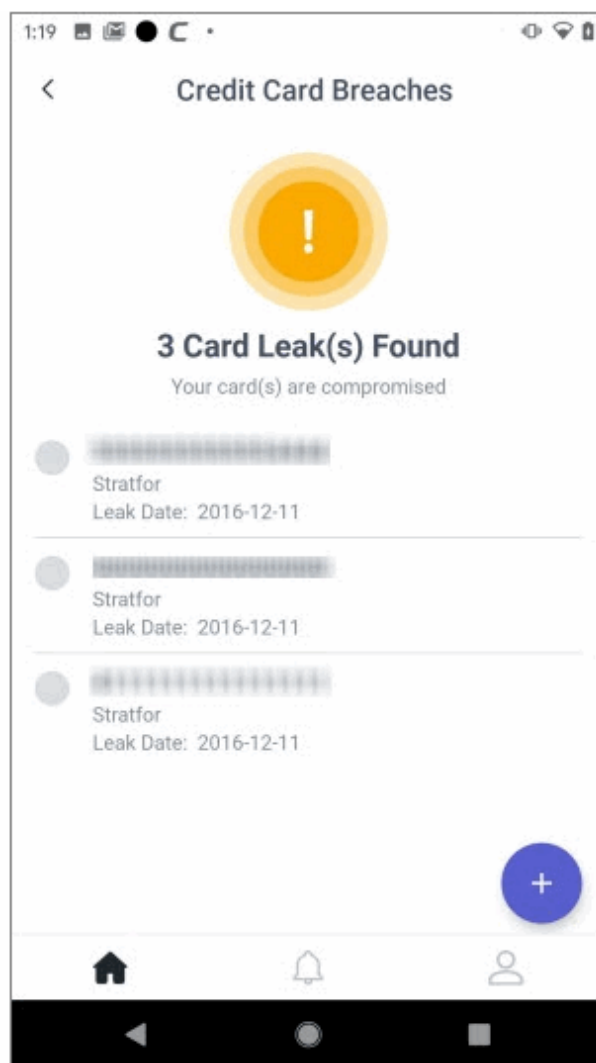 1:19
Credit Card Breaches
!
3 Card Leak(s) Found
Your card(s) are compromised
Stratfor
Leak Date: 2016-12-11
Stratfor
Leak Date: 2016-12-11
Stratfor
Leak Date: 2016-12-11
+